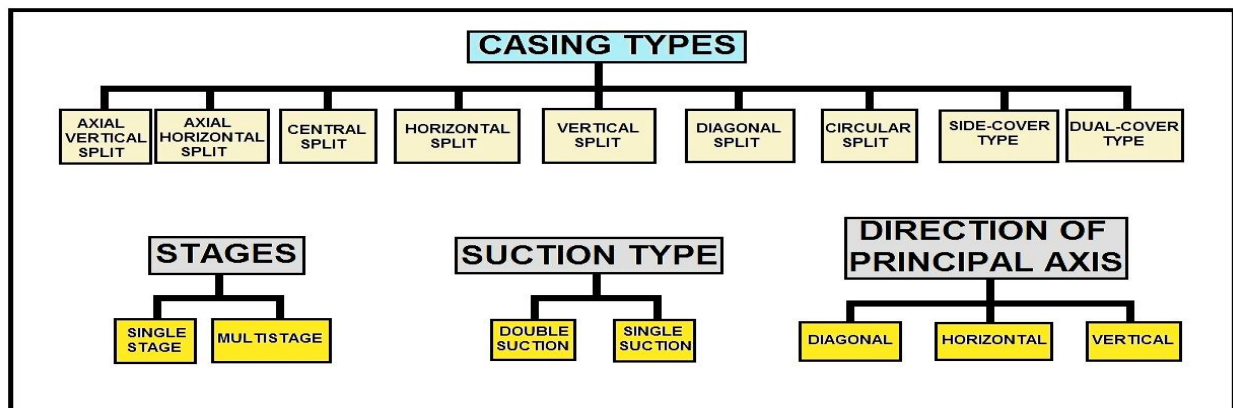 CASING TYPES
AXIAL
VERTICAL
SPLIT
AXIAL
HORIZONTAL
SPLIT
CENTRAL
SPLIT
HORIZONTAL
SPLIT
VERTICAL
SPLIT
DIAGONAL
SPLIT
CIRCULAR
SPLIT
SIDE-COVER
TYPE
DUAL-COVER
TYPE
STAGES
SINGLE
STAGE
MULTISTAGE
SUCTION TYPE
DOUBLE
SUCTION
SINGLE
SUCTION
DIRECTION OF
PRINCIPAL AXIS
DIAGONAL
HORIZONTAL
VERTICAL